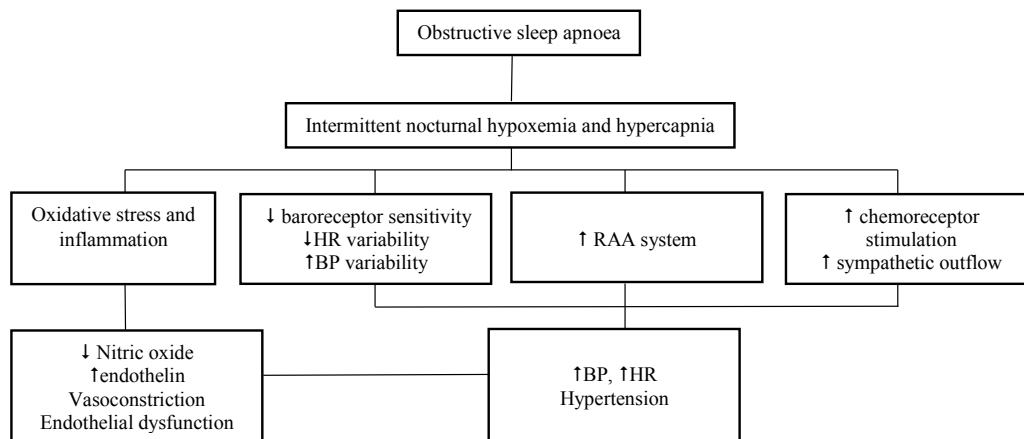 Obstructive sleep apnoea
Intermittent nocturnal hypoxemia and hypercapnia
Oxidative stress and
inflammation
↓ baroreceptor sensitivity
↓HR variability
↑BP variability
↑ RAA system
↑ chemoreceptor
stimulation
↑ sympathetic outflow
↓ Nitric oxide
↑endothelin
Vasoconstriction
Endothelial dysfunction
↑BP, ↑HR
Hypertension